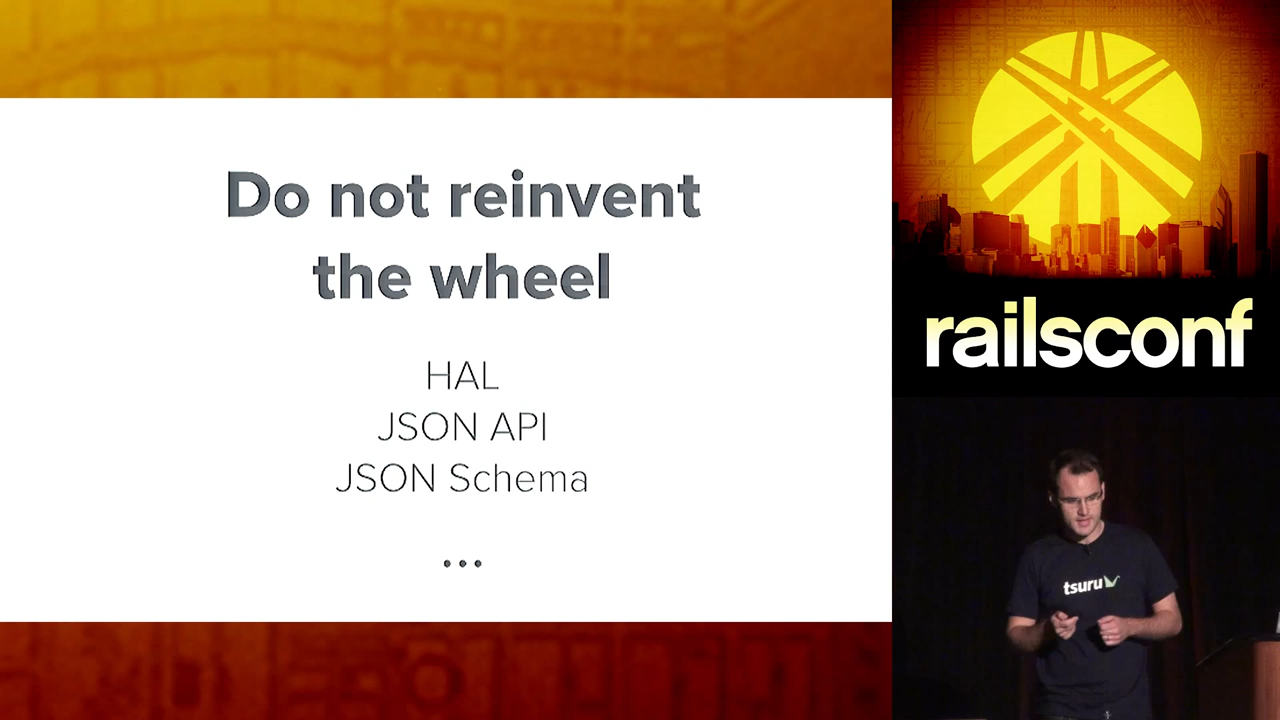 Do not reinvent
the wheel
HAL
JSON API
JSON Schema
...
railsconf
tsuru